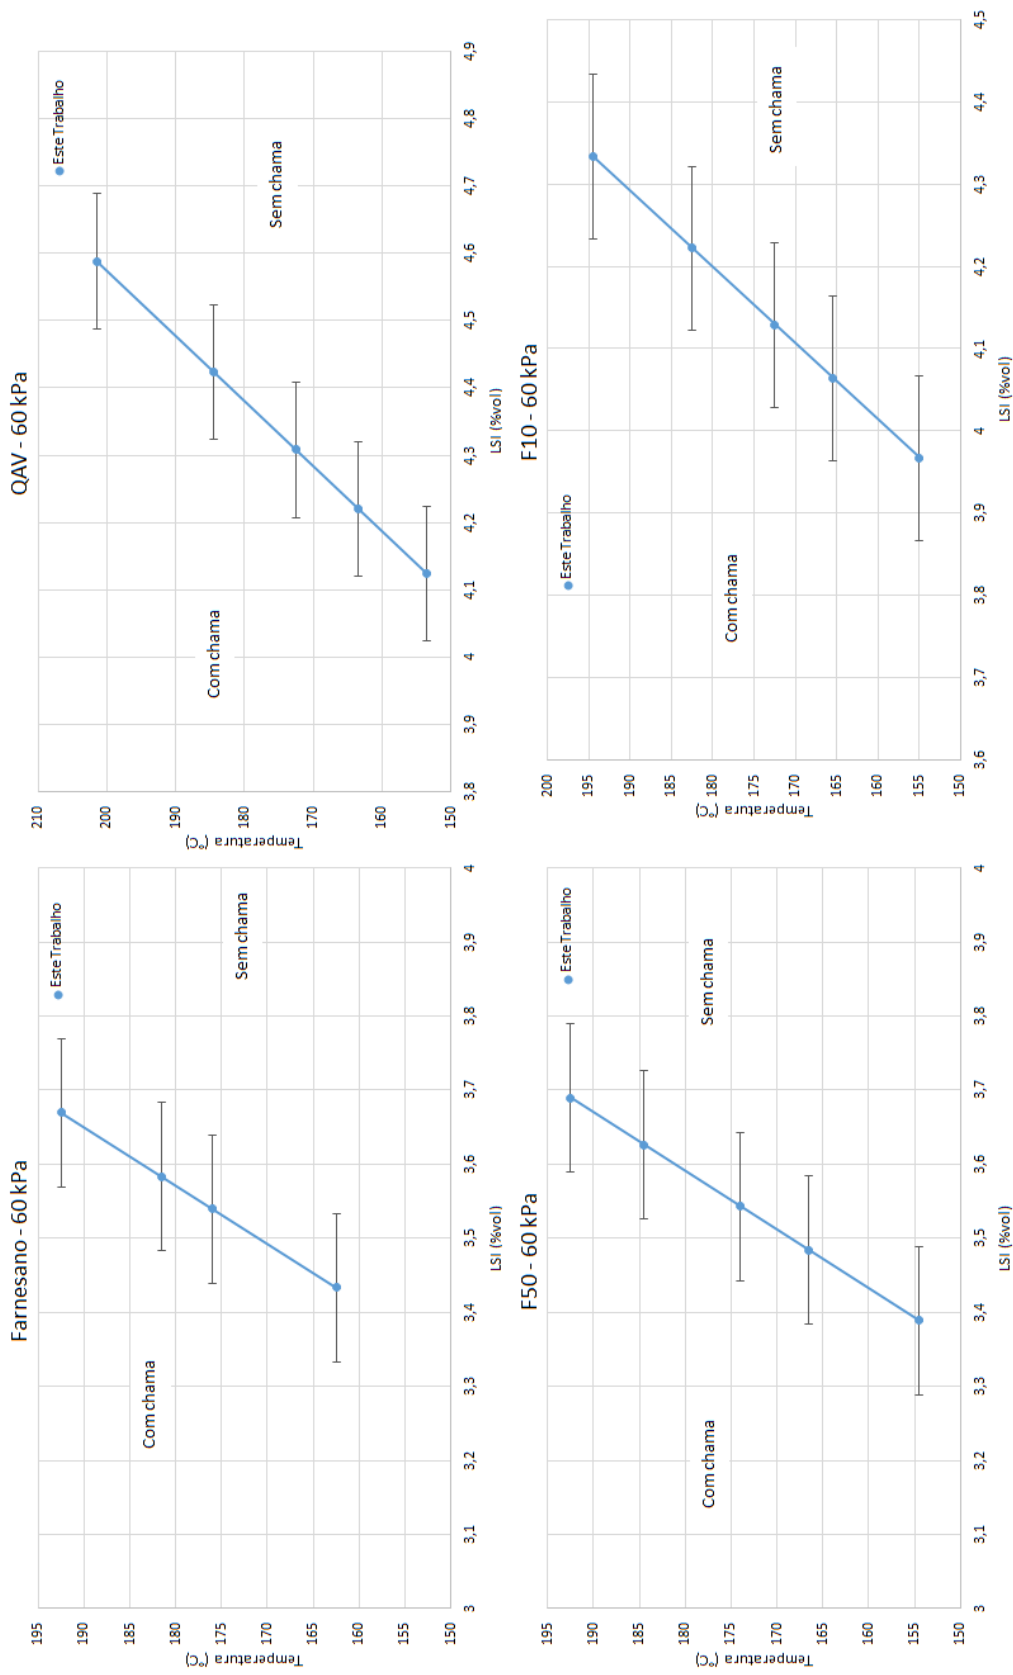 Farnesano - 60 kPa
195
190
185
180
175
170
165
160
155
150
Temperatura (°C)
Este Trabalho
Com chama
Sem chama
3 3,1 3,2 3,3 3,4 3,5 3,6 3,7 3,8 3,9 4
LSI (%vol)
QAV - 60 kPa
210
200
190
180
170
160
150
Temperatura (°C)
Este Trabalho
Com chama
Sem chama
3,8 3,9 4 4,1 4,2 4,3 4,4 4,5 4,6 4,7 4,8 4,9
LSI (%vol)
F50 - 60 kPa
195
190
185
180
175
170
165
160
155
150
Temperatura (°C)
Este Trabalho
Sem chama
Com chama
3 3,1 3,2 3,3 3,4 3,5 3,6 3,7 3,8 3,9 4
LSI (%vol)
F10 - 60 kPa
200
195
190
185
180
175
170
165
160
155
150
Temperatura (°C)
Este Trabalho
Com chama
Sem chama
3,6 3,7 3,8 3,9 4 4,1 4,2 4,3 4,4 4,5
LSI (%vol)